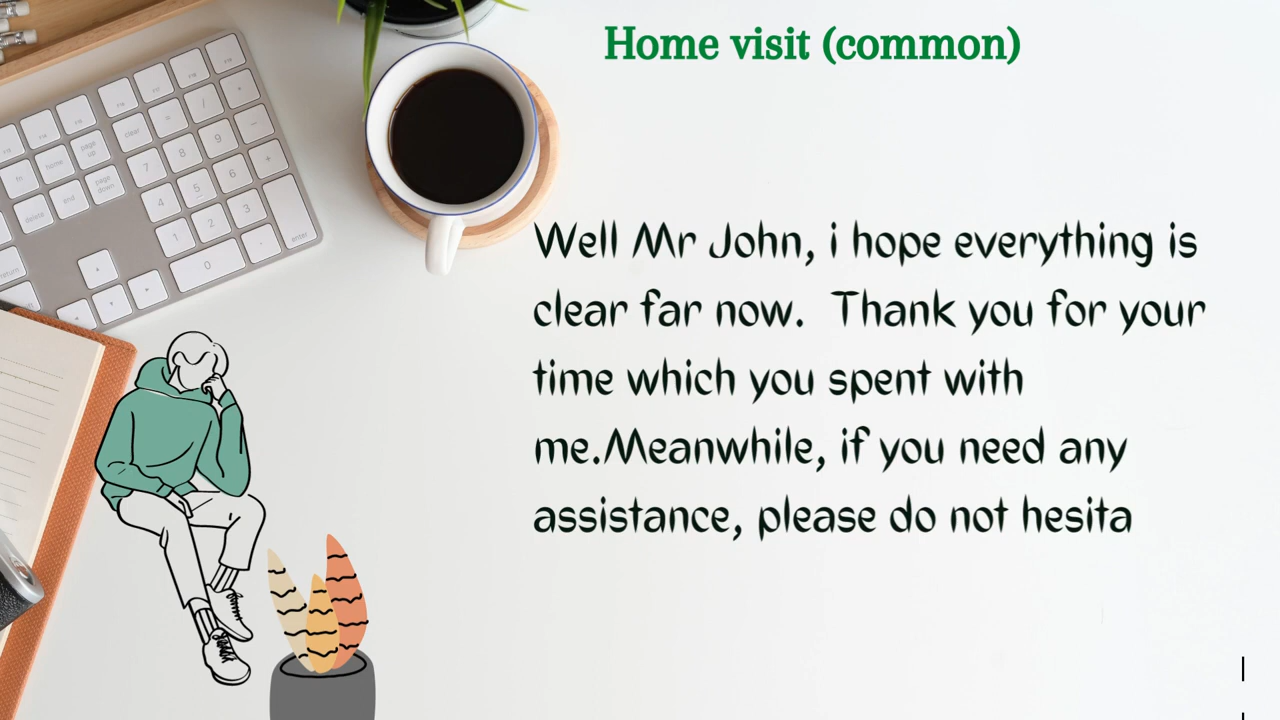 Home visit (common)
Well Mr John, i hope everything is
clear far now.  Thank you for your
time which you spent with
me.Meanwhile, if you need any
assistance, please do not hesita